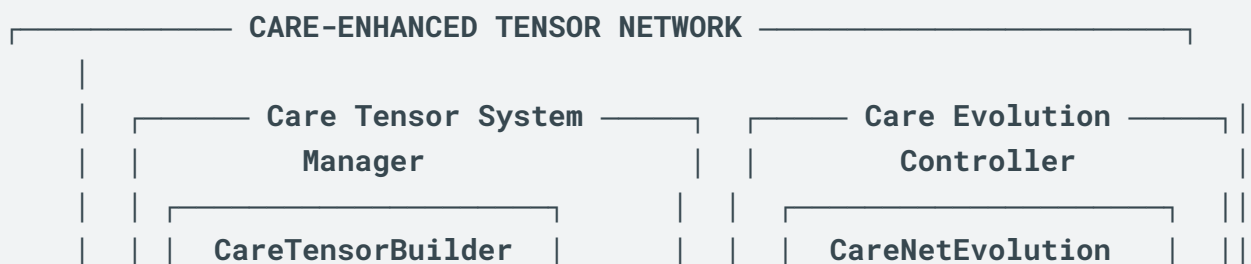 CARE-ENHANCED TENSOR NETWORK
Care Tensor System Care Evolution
Manager Controller
CareTensorBuilder CareNetEvolution